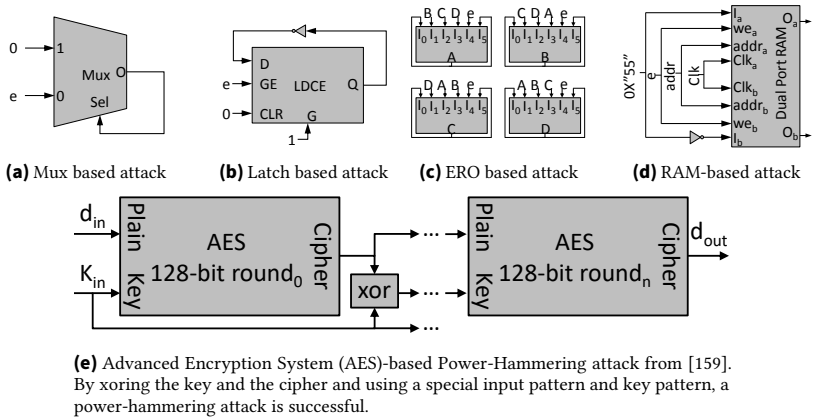 0
e
1
0
Mux
O
Sel
(a) Mux based attack
D
GE
CLR
LDCE
G
Q
e
0
1
(b) Latch based attack
B C D e
I0 I1 I2 I3 I4 I5
A
C D A e
I0 I1 I2 I3 I4 I5
B
D A B e
I0 I1 I2 I3 I4 I5
C
A B C e
I0 I1 I2 I3 I4 I5
D
(c) ERO based attack
0X"55"
e
addr
Clk
Ia
wea
addra
Clka
Clkb
addrb
web
Ib
Dual Port RAM
Oa
Ob
(d) RAM-based attack
din
Kin
Plain
Key
AES
128-bit round0
Cipher
xor
...
...
...
Plain
Key
AES
128-bit roundn
Cipher
dout
(e) Advanced Encryption System (AES)-based Power-Hammering attack from [159].
By xoring the key and the cipher and using a special input pattern and key pattern, a
power-hammering attack is successful.